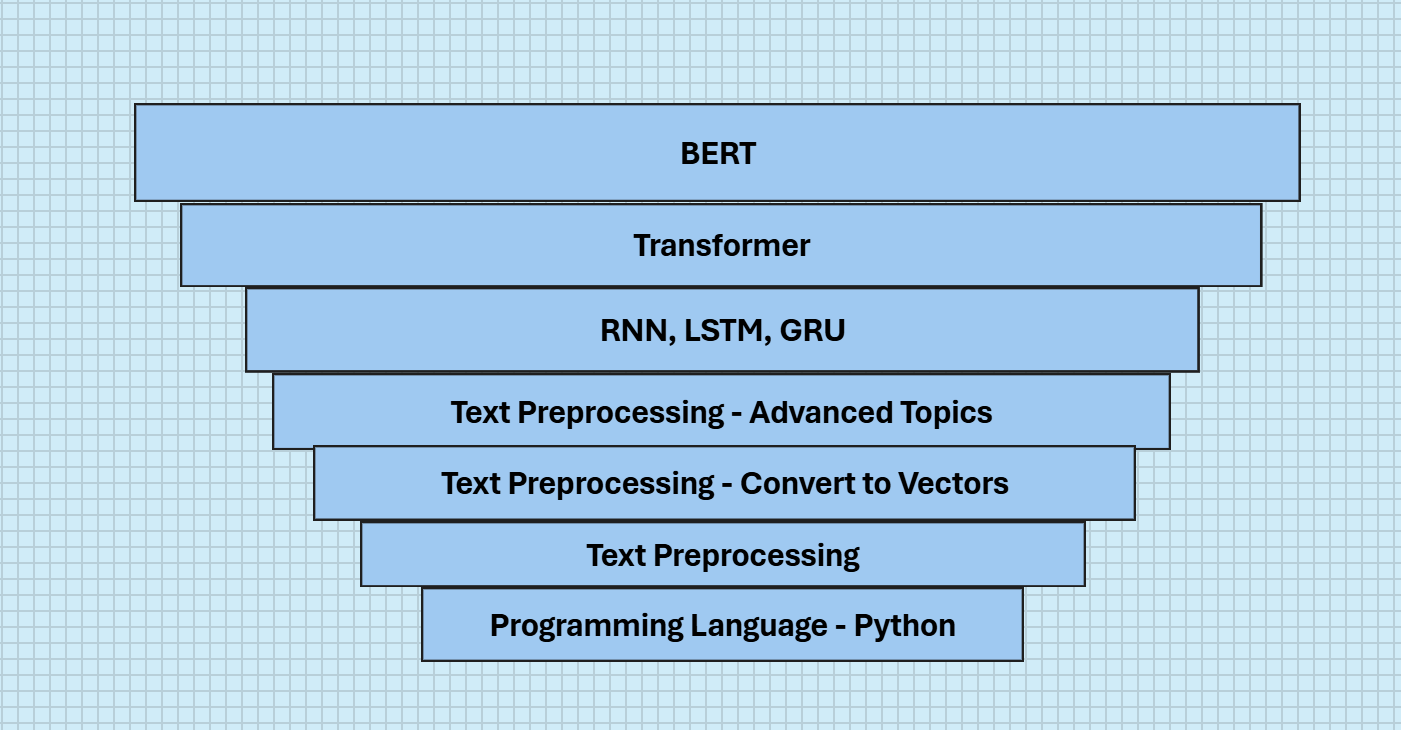 BERT
Transformer
RNN, LSTM, GRU
Text Preprocessing - Advanced Topics
Text Preprocessing - Convert to Vectors
Text Preprocessing
Programming Language - Python